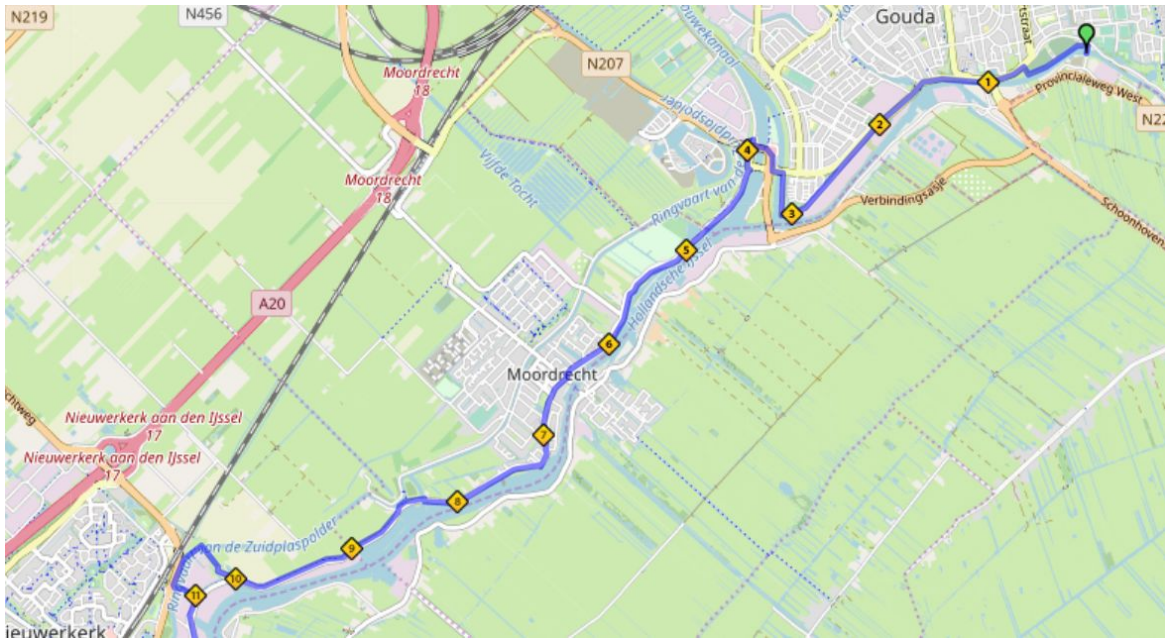 N219
N456
Gouda
N207
Moordrecht
18
1
Provincialeweg West
2
4
Moordrecht
18
Vijfde Tocht
Ringvaart van de
Verbindingsasje
3
Schoonhoven
5
Hollandsche IJssel
A20
6
Moordrecht
Nieuwerkerk aan den IJssel
17
7
Nieuwerkerk aan den IJssel
17
8
9
an de Zuidplaspolder
10
11
ieuwerkerk